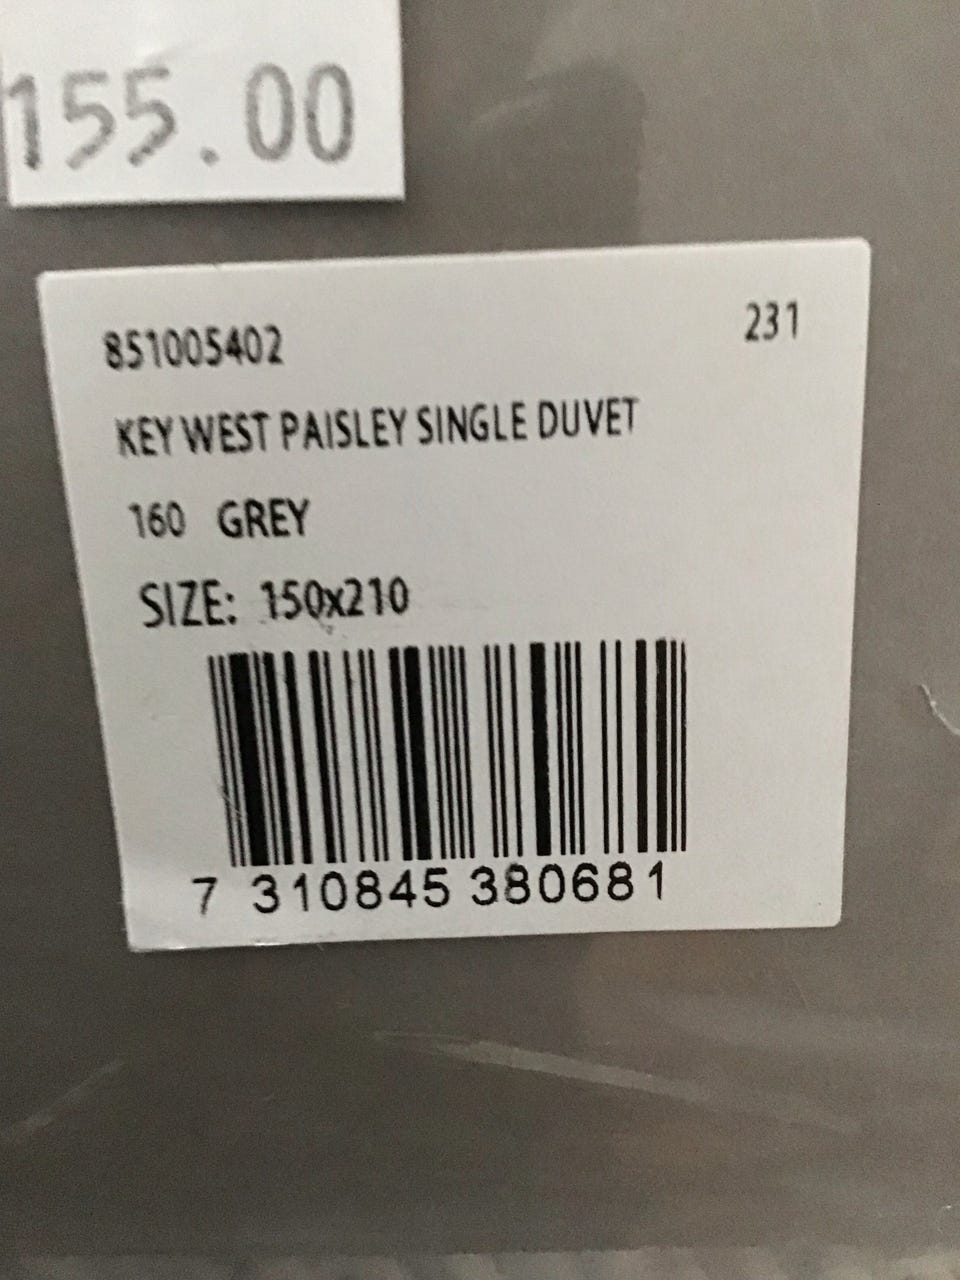 155.00
851005402 231
KEY WEST PAISLEY SINGLE DUVET
160 GREY
SIZE: 150x210
7 310845 380681